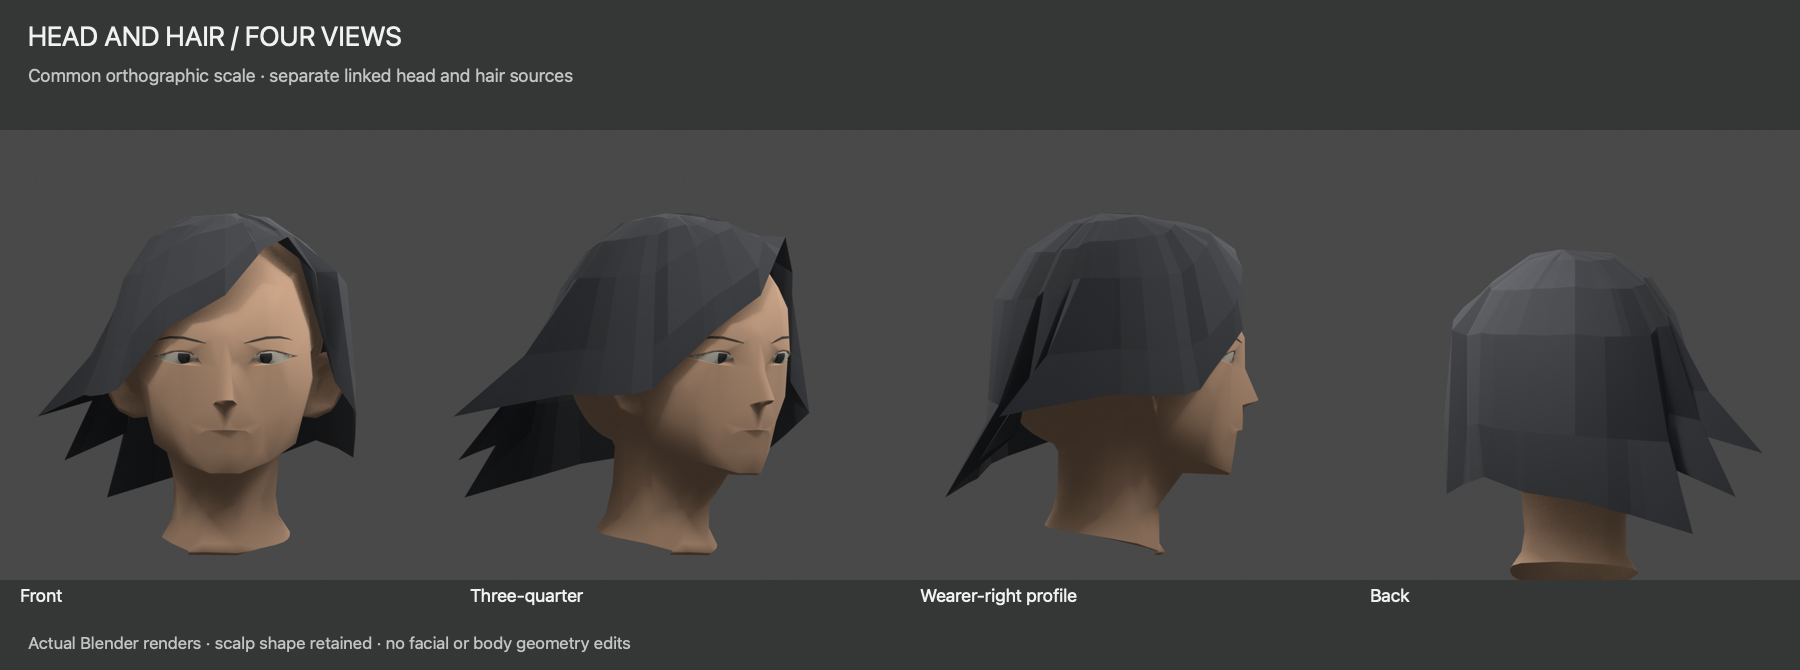 HEAD AND HAIR / FOUR VIEWS
Common orthographic scale · separate linked head and hair sources
Front
Three-quarter
Wearer-right profile
Back
Actual Blender renders · scalp shape retained · no facial or body geometry edits